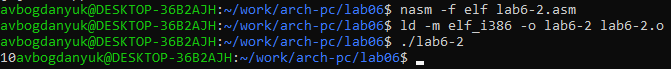 avbogdanyuk@DESKTOP-36B2AJH:~/work/arch-pc/lab06$ nasm -f elf lab6-2.asm
avbogdanyuk@DESKTOP-36B2AJH:~/work/arch-pc/lab06$ ld -m elf_i386 -o lab6-2 lab6-2.o
avbogdanyuk@DESKTOP-36B2AJH:~/work/arch-pc/lab06$ ./lab6-2
10avbogdanyuk@DESKTOP-36B2AJH:~/work/arch-pc/lab06$